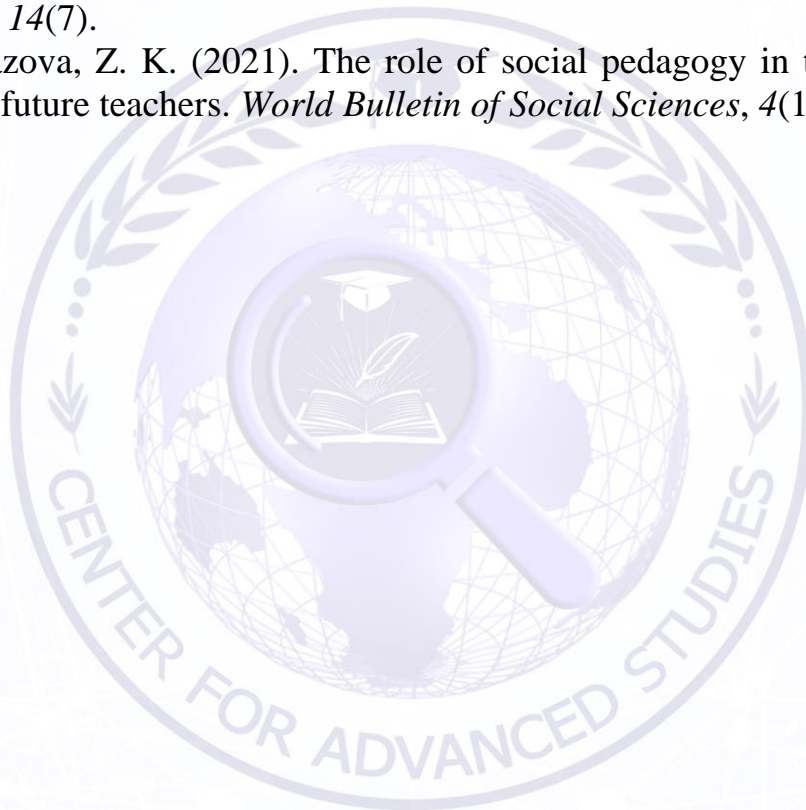 14(7).
azova, Z. K. (2021). The role of social pedagogy in t
future teachers. World Bulletin of Social Sciences, 4(1
CENTER FOR ADVANCED STUDIES